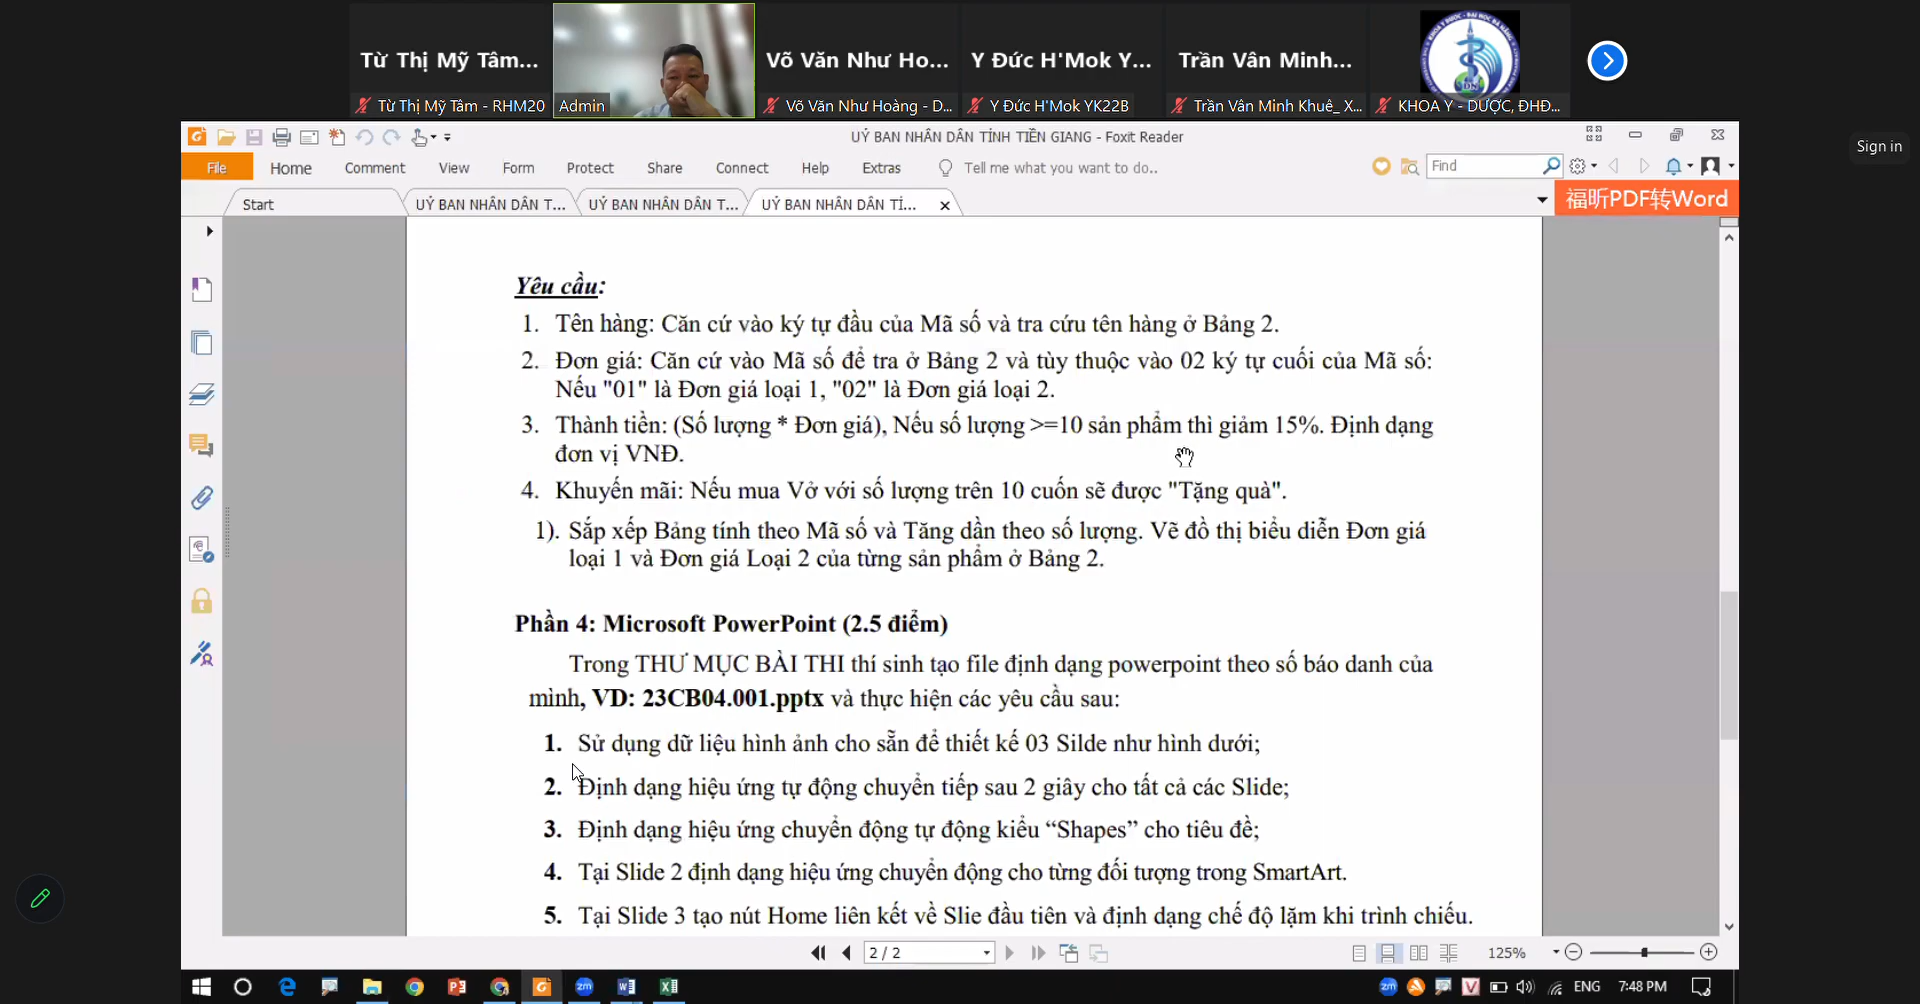 Từ Thị Mỹ Tâm...
Từ Thị Mỹ Tâm - RHM20
Admin
Võ Văn Như Ho...
Võ Văn Như Hoàng - D...
Y Đức H'Mok Y...
Y Đức H'Mok YK22B
Trần Vân Minh...
Trần Vân Minh Khuê_ X...
KHOA Y - DƯỢC, ĐHĐ...
Sign in
UỶ BAN NHÂN DÂN TỈNH TIỀN GIANG - Foxit Reader
File Home Comment View Form Protect Share Connect Help Extras Tell me what you want to do.. Find
Start UỶ BAN NHÂN DÂN T... UỶ BAN NHÂN DÂN T... UỶ BAN NHÂN DÂN TỈ... 福昕PDF转Word
Yêu cầu:
1. Tên hàng: Căn cứ vào ký tự đầu của Mã số và tra cứu tên hàng ở Bảng 2.
2. Đơn giá: Căn cứ vào Mã số để tra ở Bảng 2 và tùy thuộc vào 02 ký tự cuối của Mã số:
Nếu "01" là Đơn giá loại 1, "02" là Đơn giá loại 2.
3. Thành tiền: (Số lượng * Đơn giá), Nếu số lượng >=10 sản phẩm thì giảm 15%. Định dạng
đơn vị VNĐ.
4. Khuyến mãi: Nếu mua Vở với số lượng trên 10 cuốn sẽ được "Tặng quà".
1). Sắp xếp Bảng tính theo Mã số và Tăng dần theo số lượng. Vẽ đồ thị biểu diễn Đơn giá
loại 1 và Đơn giá Loại 2 của từng sản phẩm ở Bảng 2.
Phần 4: Microsoft PowerPoint (2.5 điểm)
Trong THƯ MỤC BÀI THI thí sinh tạo file định dạng powerpoint theo số báo danh của
mình, VD: 23CB04.001.pptx và thực hiện các yêu cầu sau:
1. Sử dụng dữ liệu hình ảnh cho sẵn để thiết kế 03 Silde như hình dưới;
2. Định dạng hiệu ứng tự động chuyển tiếp sau 2 giây cho tất cả các Slide;
3. Định dạng hiệu ứng chuyển động tự động kiểu “Shapes” cho tiêu đề;
4. Tại Slide 2 định dạng hiệu ứng chuyển động cho từng đối tượng trong SmartArt.
5. Tại Slide 3 tạo nút Home liên kết về Slie đầu tiên và định dạng chế độ lặm khi trình chiếu.
2 / 2
125%
ENG 7:48 PM